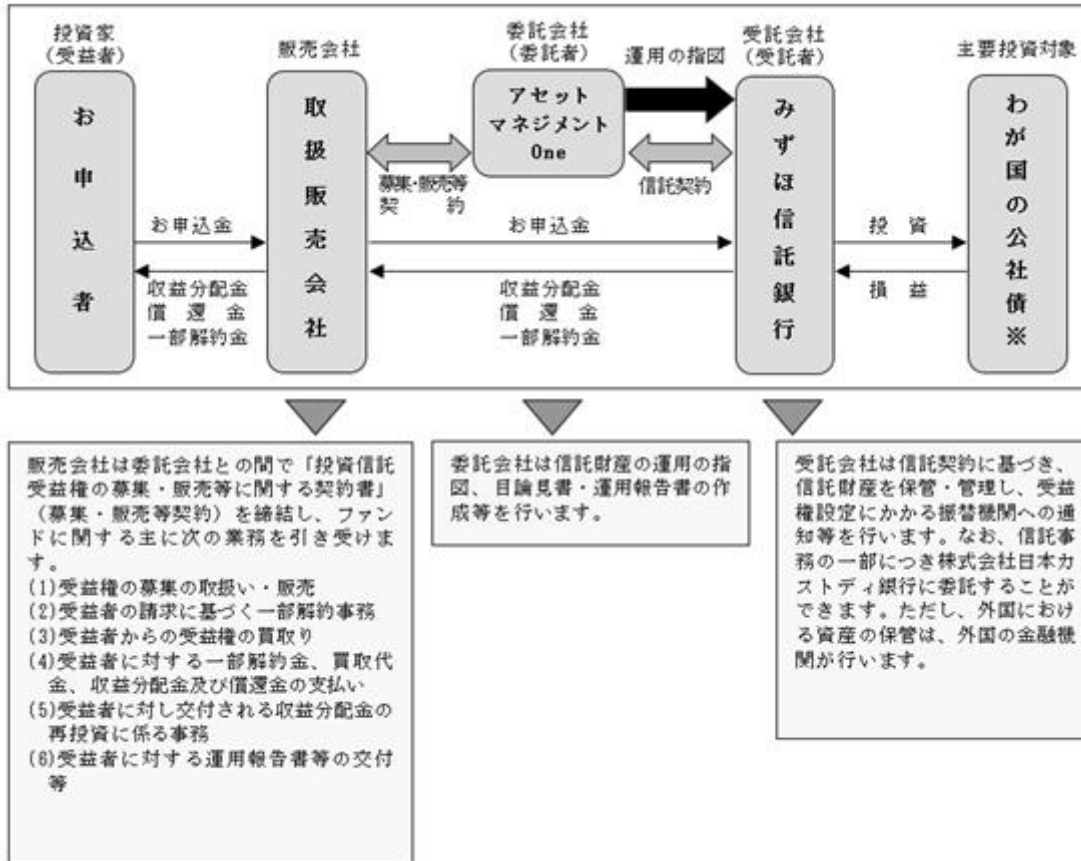 投資家
(受益者)
お申込者
販売会社
取扱販売会社
委託会社
(委託者)
アセット
マネジメント
One
運用の指図
受託会社
(受託者)
みずほ信託銀行
主要投資対象
わが国の公社債※
募集・販売等
契 約
信託契約
お申込金
収益分配金
償 還 金
一部解約金
お申込金
収益分配金
償 還 金
一部解約金
投 資
損 益
販売会社は委託会社との間で「投資信託
受益権の募集・販売等に関する契約書」
(募集・販売等契約)を締結し、ファン
ドに関する主に次の業務を引き受けま
す。
(1)受益権の募集の取扱い・販売
(2)受益者の請求に基づく一部解約事務
(3)受益者からの受益権の買取り
(4)受益者に対する一部解約金、買取代
金、収益分配金及び償還金の支払い
(5)受益者に対し交付される収益分配金の
再投資に係る事務
(6)受益者に対する運用報告書等の交付
等
委託会社は信託財産の運用の指
図、目論見書・運用報告書の作
成等を行います。
受託会社は信託契約に基づき、
信託財産を保管・管理し、受益
権設定にかかる振替機関への通
知等を行います。なお、信託事
務の一部につき株式会社日本カ
ストディ銀行に委託することが
できます。ただし、外国におけ
る資産の保管は、外国の金融機
関が行います。